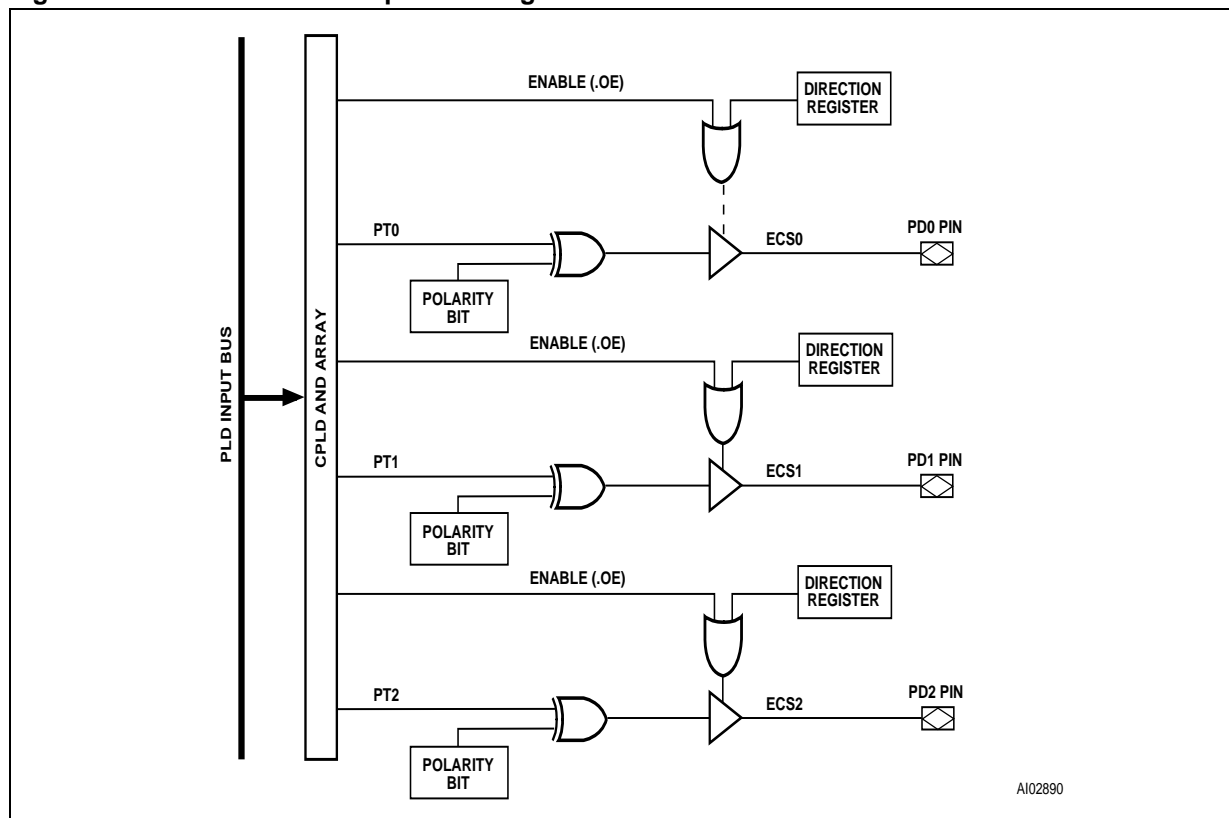 ENABLE (.OE)
DIRECTION
REGISTER
PT0
ECS0
PD0 PIN
POLARITY
BIT
ENABLE (.OE)
DIRECTION
REGISTER
PLD INPUT BUS
CPLD AND ARRAY
PT1
ECS1
PD1 PIN
POLARITY
BIT
ENABLE (.OE)
DIRECTION
REGISTER
PT2
ECS2
PD2 PIN
POLARITY
BIT
AI02890